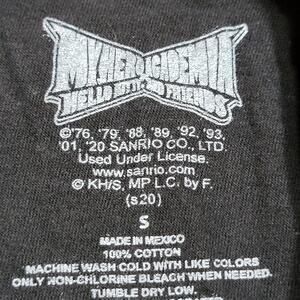 MY HERO ACADEMIA
HELLO KITTY AND FRIENDS
©'76, '79, '88, '89, '92, '93,
'01, '20 SANRIO CO., LTD.
Used Under License.
www.sanrio.com
© KH/S, MP L.C. by F.
(s20)
S
MADE IN MEXICO
100% COTTON
MACHINE WASH COLD WITH LIKE COLORS
ONLY NON-CHLORINE BLEACH WHEN NEEDED.
TUMBLE DRY LOW.